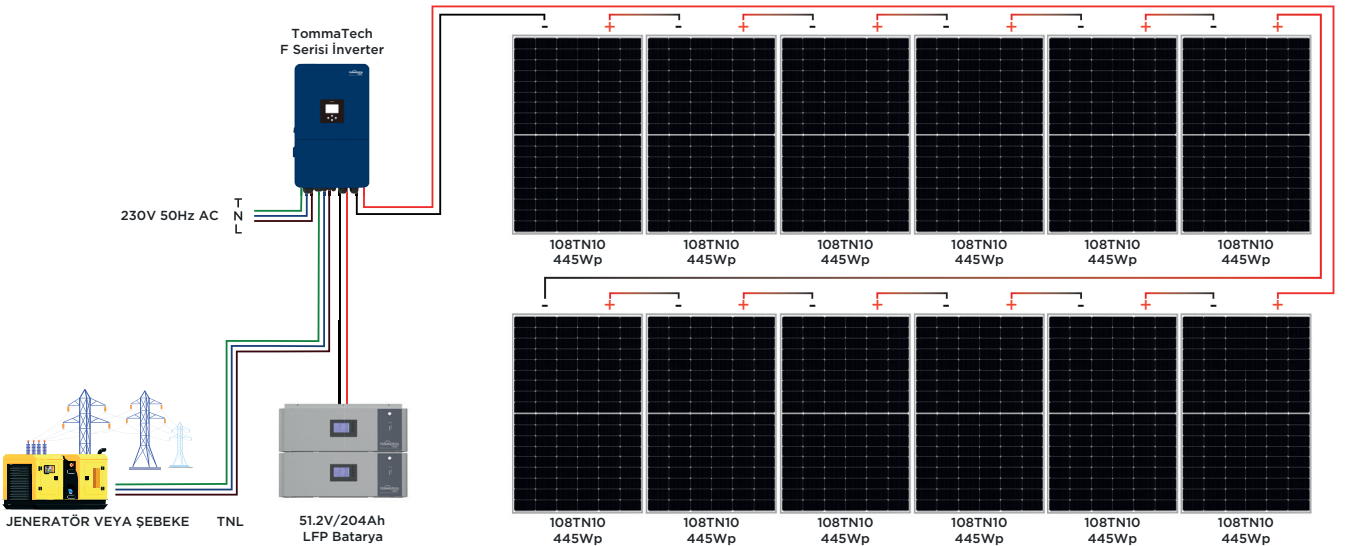 TommaTech
F Serisi İnverter
- + - + - + - + - + - +
108TN10
445Wp
108TN10
445Wp
108TN10
445Wp
108TN10
445Wp
108TN10
445Wp
108TN10
445Wp
230V 50Hz AC
T
N
L
- + - + - + - + - + - +
108TN10
445Wp
108TN10
445Wp
108TN10
445Wp
108TN10
445Wp
108TN10
445Wp
108TN10
445Wp
JENERATÖR VEYA ŞEBEKE
TNL
51.2V/204Ah
LFP Batarya